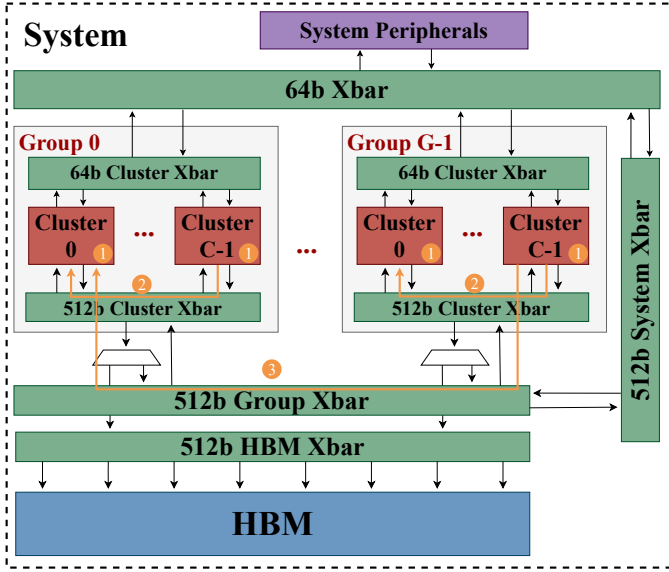 System
System Peripherals
64b Xbar
Group 0
64b Cluster Xbar
Cluster
0
1
...
Cluster
C-1
1
2
512b Cluster Xbar
...
Group G-1
64b Cluster Xbar
Cluster
0
1
...
Cluster
C-1
1
2
512b Cluster Xbar
512b System Xbar
3
512b Group Xbar
512b HBM Xbar
HBM